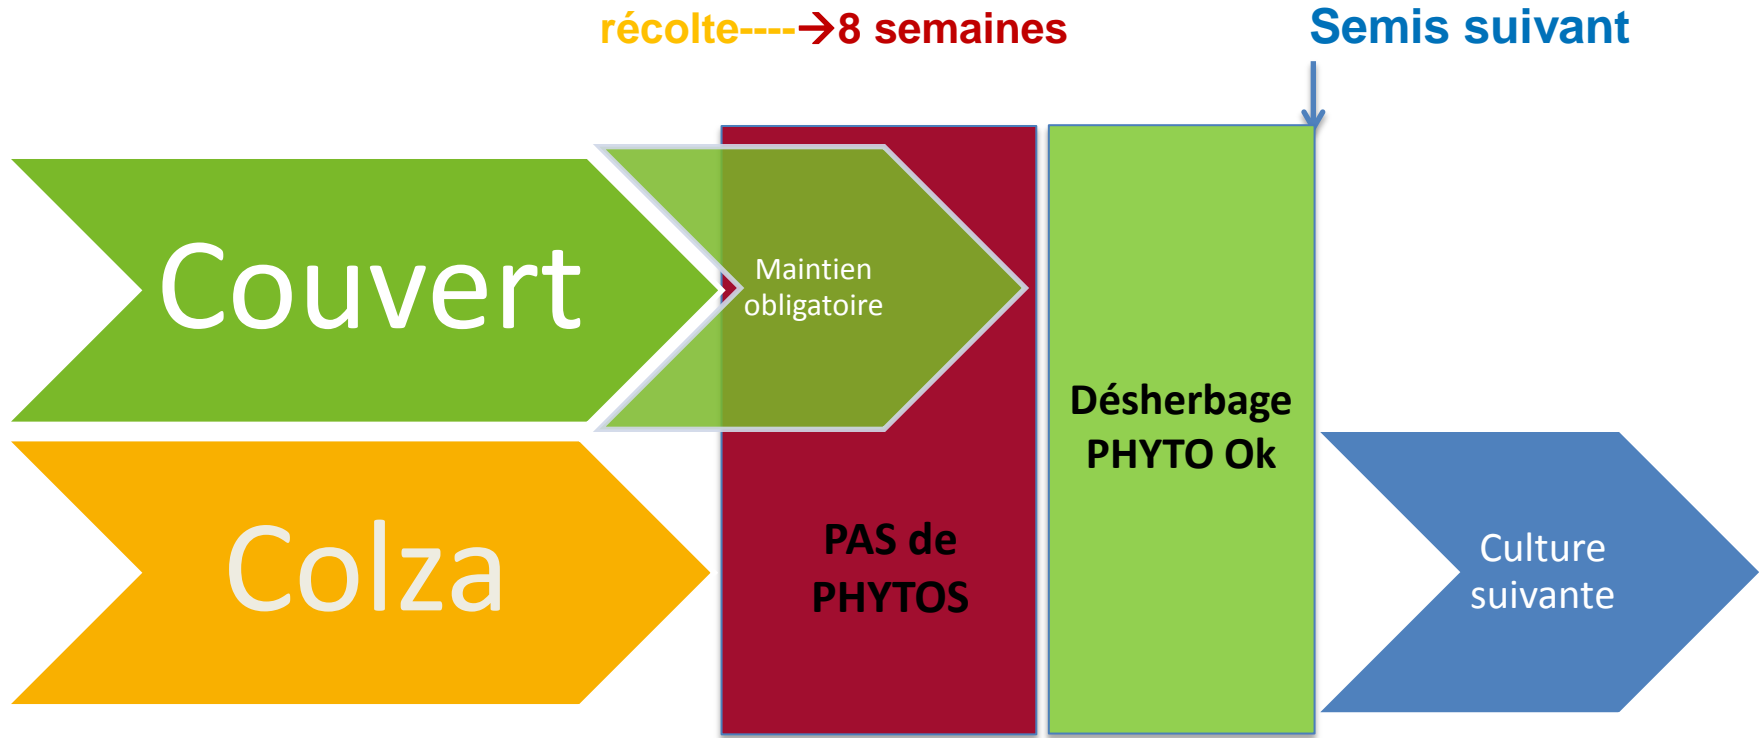 récolte----→8 semaines
Semis suivant
Couvert
Maintien
obligatoire
Désherbage
PHYTO Ok
Colza
PAS de
PHYTOS
Culture
suivante